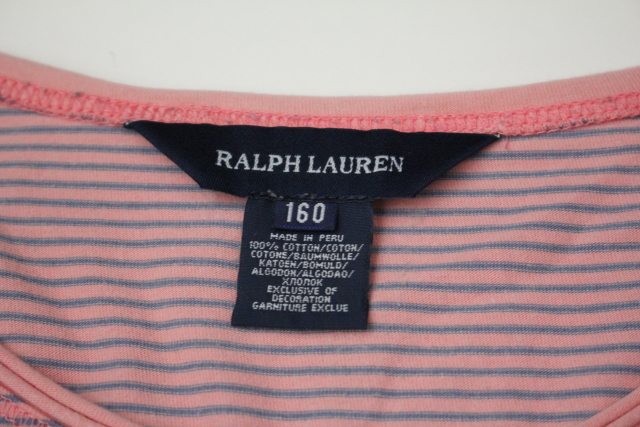 RALPH LAUREN
160
MADE IN PERU
100% COTTON/COTON/
COTONE/BAUMWOLLE/
KATOEN/BOMULD/
ALGODON/ALGODAO/
ΧΠΟΠΟΚ
EXCLUSIVE OF
DECORATION
GARNITURE EXCLUE